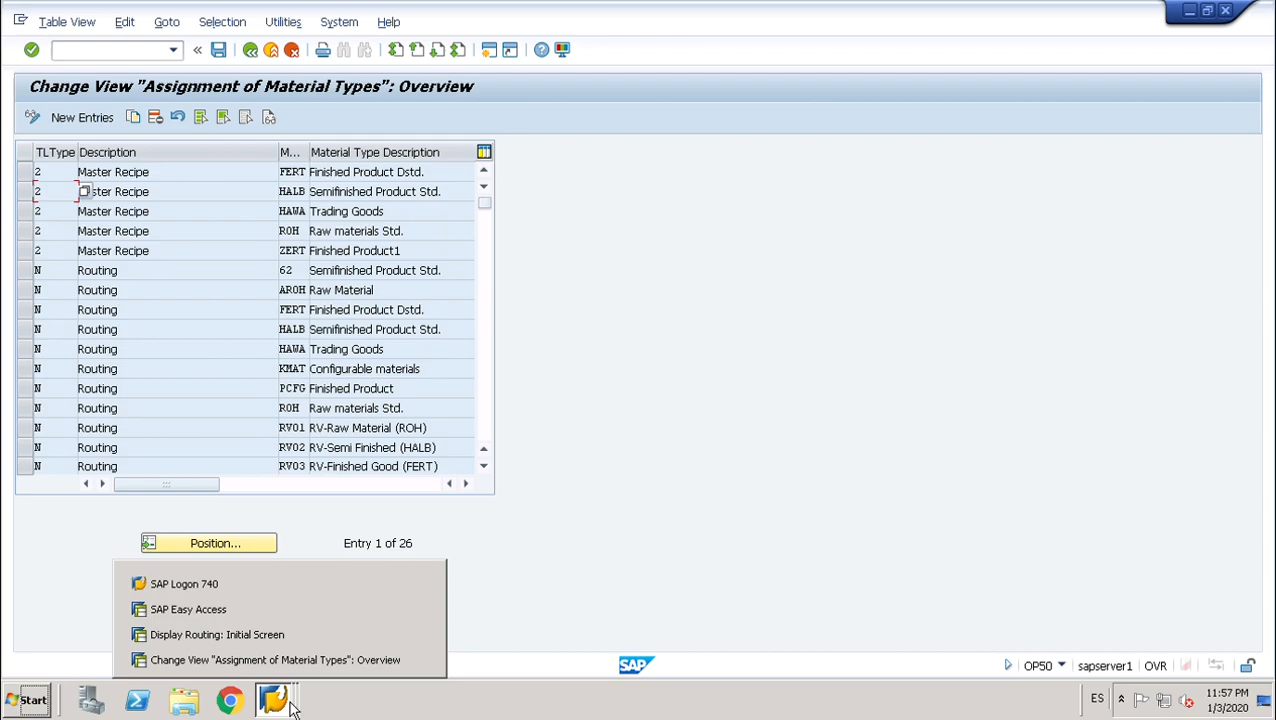 Table View Edit Goto Selection Utilities System Help
Change View "Assignment of Material Types": Overview
New Entries
TLType Description M... Material Type Description
2 Master Recipe FERT Finished Product Dstd.
2 ster Recipe HALB Semifinished Product Std.
2 Master Recipe HAWA Trading Goods
2 Master Recipe ROH Raw materials Std.
2 Master Recipe ZERT Finished Product1
N Routing 62 Semifinished Product Std.
N Routing AROH Raw Material
N Routing FERT Finished Product Dstd.
N Routing HALB Semifinished Product Std.
N Routing HAWA Trading Goods
N Routing KMAT Configurable materials
N Routing PCFG Finished Product
N Routing ROH Raw materials Std.
N Routing RV01 RV-Raw Material (ROH)
N Routing RV02 RV-Semi Finished (HALB)
N Routing RV03 RV-Finished Good (FERT)
Position... Entry 1 of 26
SAP Logon 740
SAP Easy Access
Display Routing: Initial Screen
Change View "Assignment of Material Types": Overview
SAP OP50 sapserver1 OVR
Start ES 11:57 PM
1/3/2020